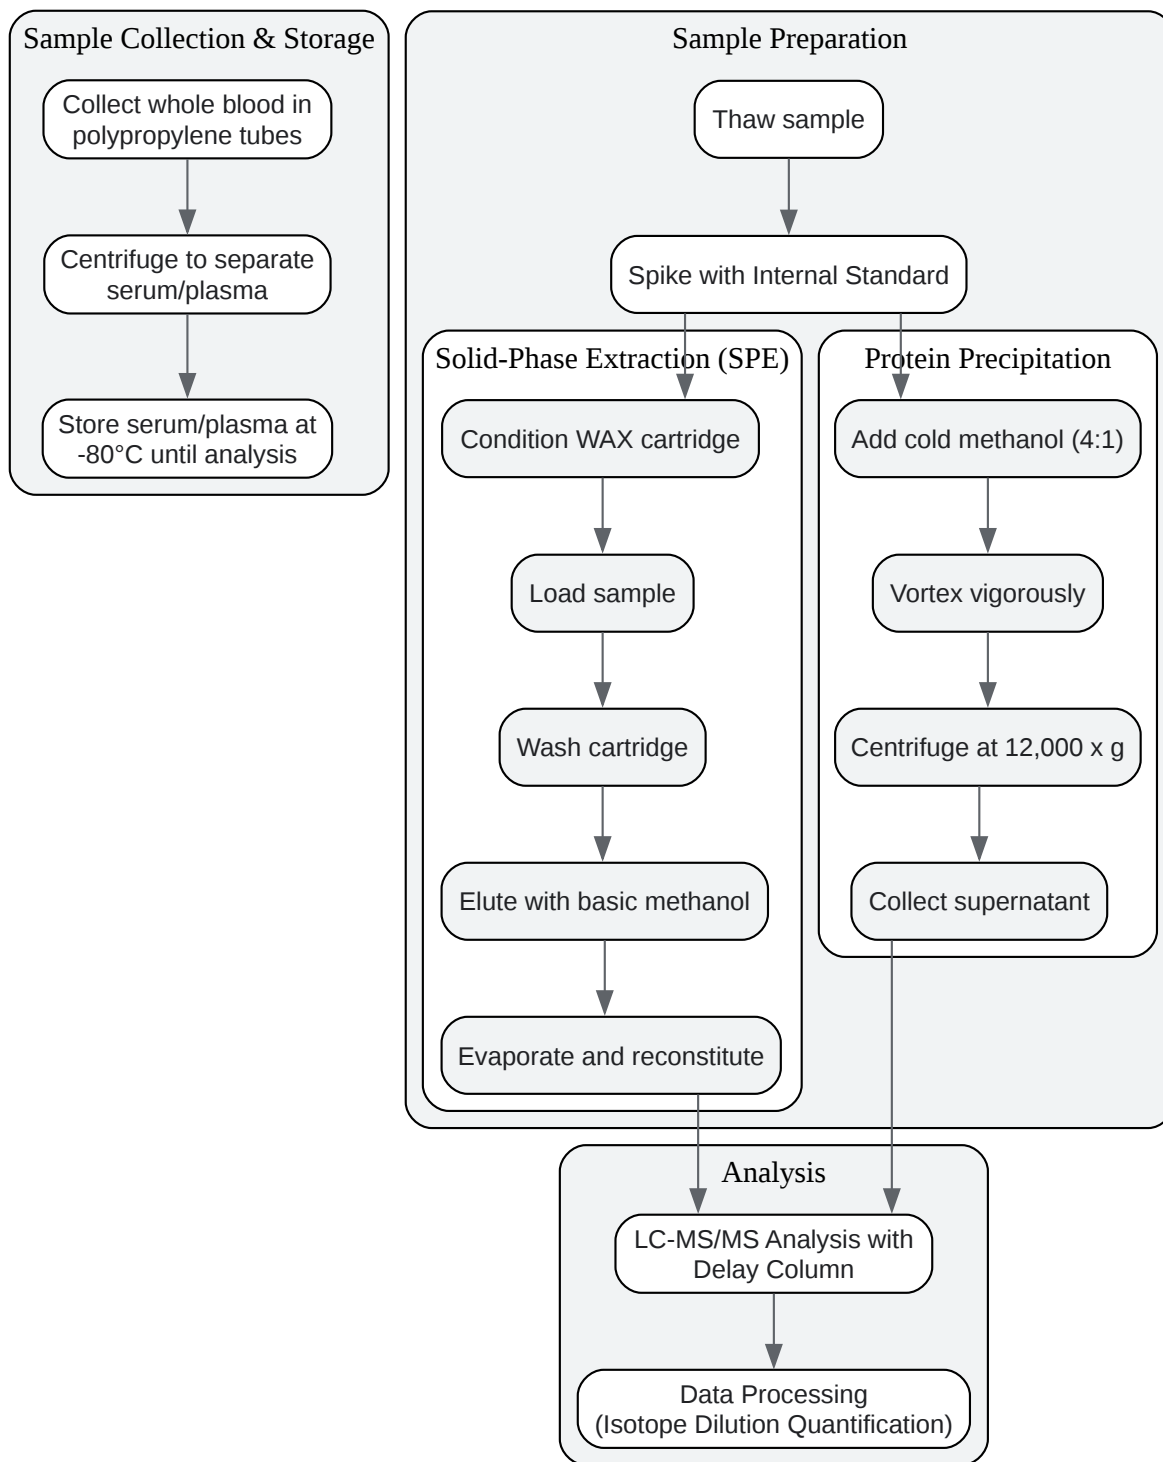 Sample Collection & Storage
Collect whole blood in
polypropylene tubes
Centrifuge to separate
serum/plasma
Store serum/plasma at
-80°C until analysis
Sample Preparation
Thaw sample
Spike with Internal Standard
Solid-Phase Extraction (SPE)
Condition WAX cartridge
Load sample
Wash cartridge
Elute with basic methanol
Evaporate and reconstitute
Protein Precipitation
Add cold methanol (4:1)
Vortex vigorously
Centrifuge at 12,000 x g
Collect supernatant
Analysis
LC-MS/MS Analysis with
Delay Column
Data Processing
(Isotope Dilution Quantification)